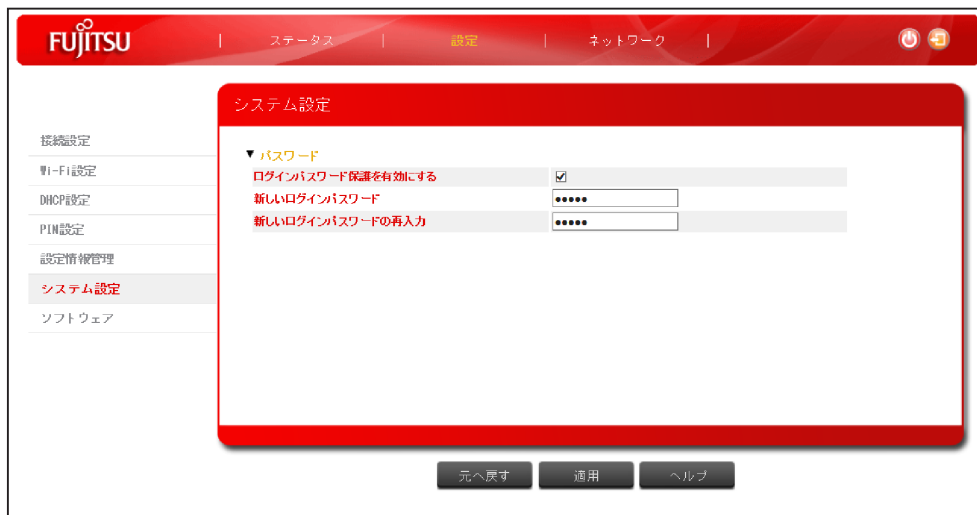 FUJITSU
ステータス | 設定 | ネットワーク
システム設定
接続設定
Wi-Fi設定
DHCP設定
PIN設定
設定情報管理
システム設定
ソフトウェア
▼ パスワード
ログインパスワード保護を有効にする
新しいログインパスワード •••••
新しいログインパスワードの再入力 •••••
元へ戻す 適用 ヘルプ